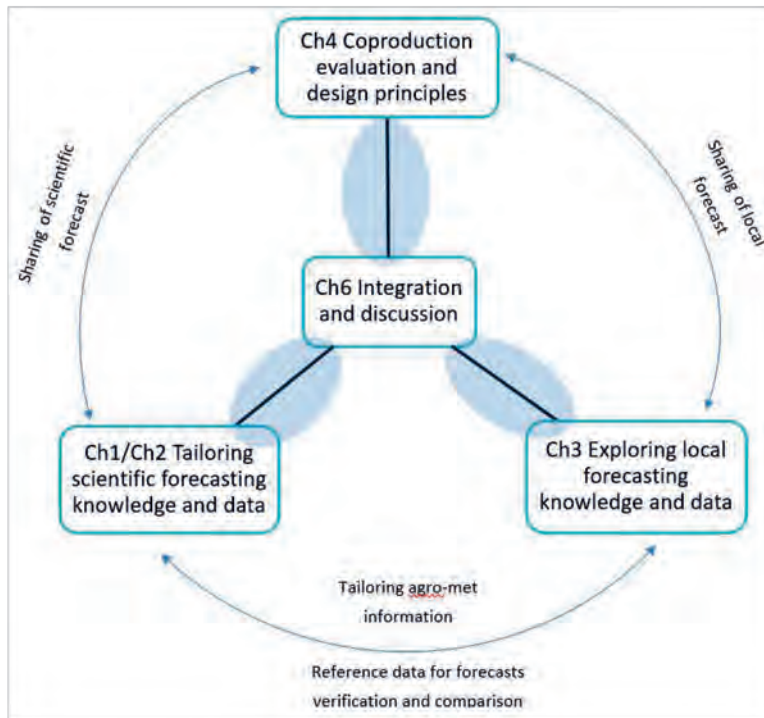 Ch4 Coproduction
evaluation and
design principles
Sharing of scientific
forecast
Sharing of local
forecast
Ch6 Integration
and discussion
Ch1/Ch2 Tailoring
scientific forecasting
knowledge and data
Ch3 Exploring local
forecasting
knowledge and data
Tailoring agro-met
information
Reference data for forecasts
verification and comparison